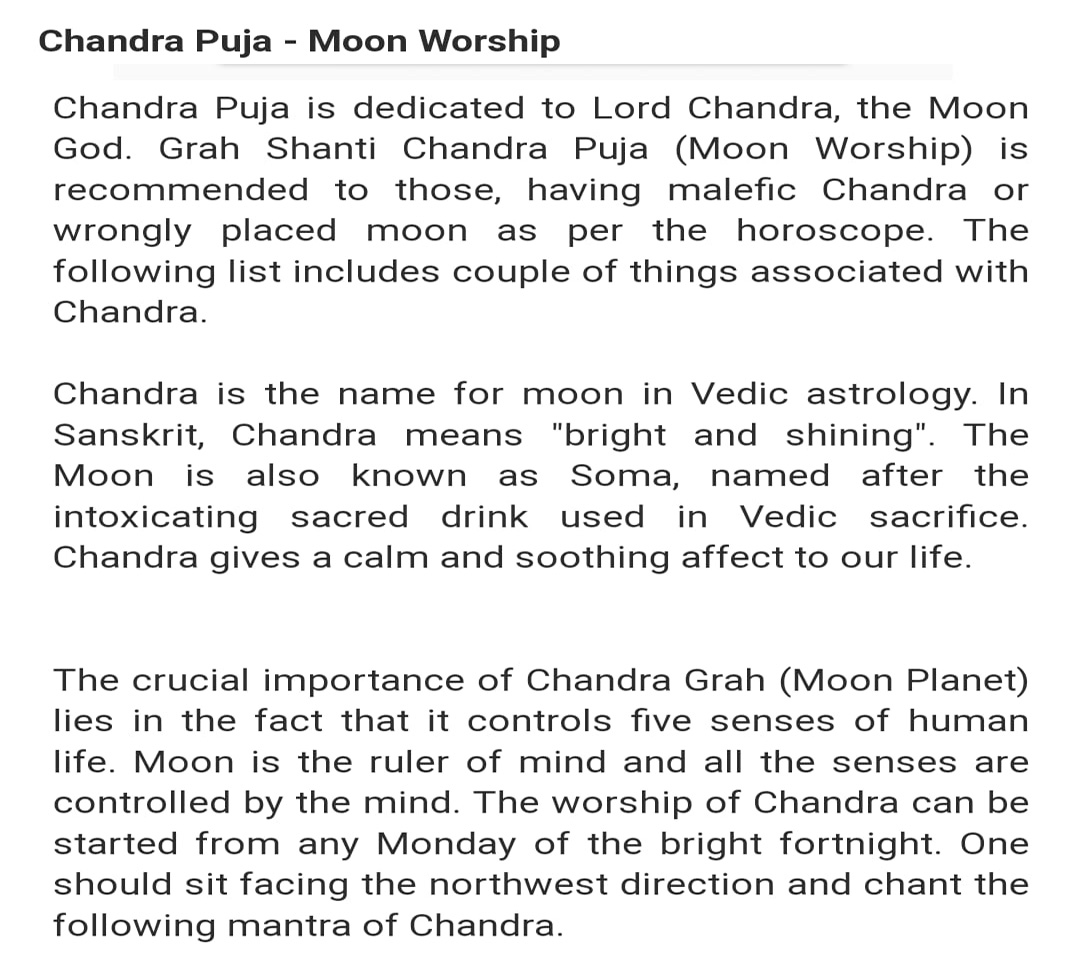 Chandra Puja - Moon Worship
Chandra Puja is dedicated to Lord Chandra, the Moon
God. Grah Shanti Chandra Puja (Moon Worship) is
recommended to those, having malefic Chandra or
wrongly placed moon as per the horoscope. The
following list includes couple of things associated with
Chandra.
Chandra is the name for moon in Vedic astrology. In
Sanskrit, Chandra means "bright and shining". The
Moon is also known as Soma, named after the
intoxicating sacred drink used in Vedic sacrifice.
Chandra gives a calm and soothing affect to our life.
The crucial importance of Chandra Grah (Moon Planet)
lies in the fact that it controls five senses of human
life. Moon is the ruler of mind and all the senses are
controlled by the mind. The worship of Chandra can be
started from any Monday of the bright fortnight. One
should sit facing the northwest direction and chant the
following mantra of Chandra.